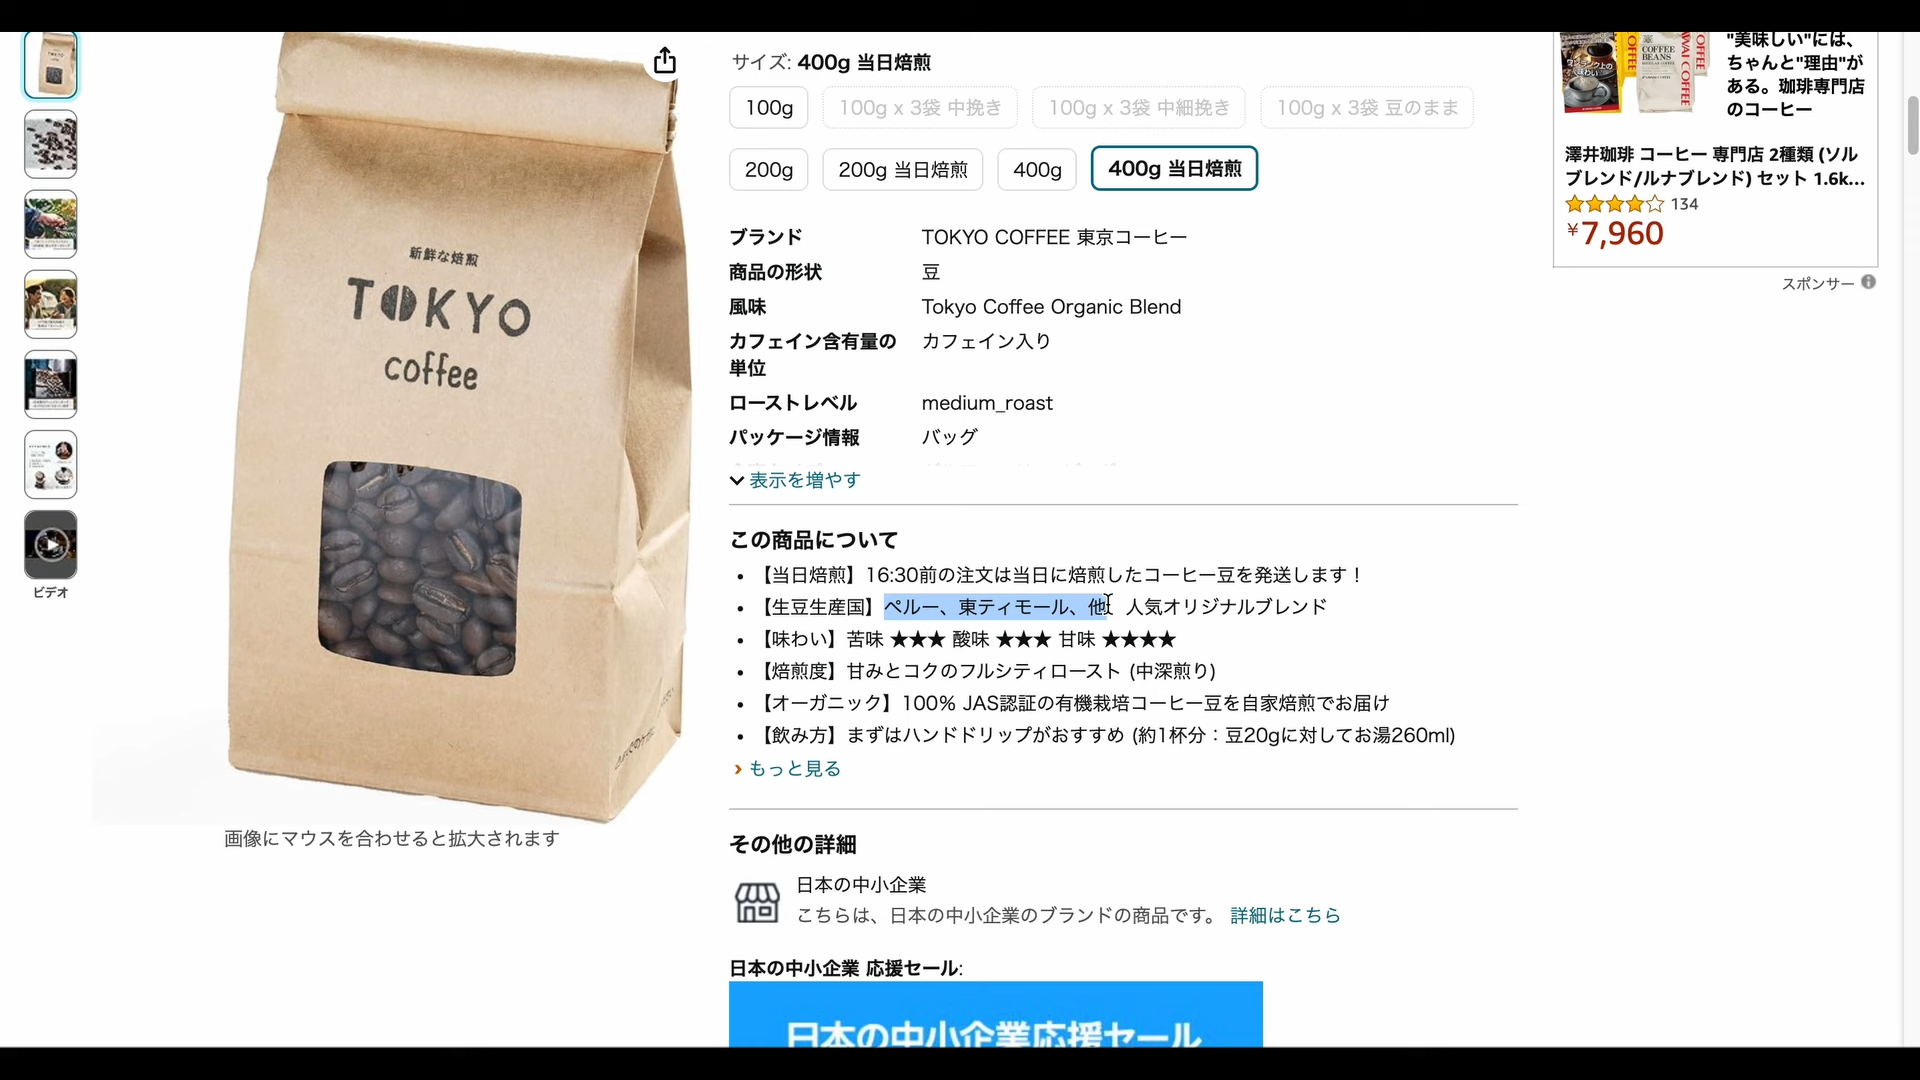 新鮮な焙煎
TOKYO
coffee
ビデオ
画像にマウスを合わせると拡大されます
サイズ: 400g 当日焙煎
100g
100g x 3袋 中挽き
100g x 3袋 中細挽き
100g x 3袋 豆のまま
200g
200g 当日焙煎
400g
400g 当日焙煎
ブランド TOKYO COFFEE 東京コーヒー
商品の形状 豆
風味 Tokyo Coffee Organic Blend
カフェイン含有量の カフェイン入り
単位
ローストレベル medium_roast
パッケージ情報 バッグ
表示を増やす
この商品について
• 【当日焙煎】16:30前の注文は当日に焙煎したコーヒー豆を発送します！
• 【生豆生産国】ペルー、東ティモール、他 人気オリジナルブレンド
• 【味わい】苦味 ★★★ 酸味 ★★★ 甘味 ★★★★
• 【焙煎度】甘みとコクのフルシティロースト (中深煎り)
• 【オーガニック】100% JAS認証の有機栽培コーヒー豆を自家焙煎でお届け
• 【飲み方】まずはハンドドリップがおすすめ (約1杯分：豆20gに対してお湯260ml)
› もっと見る
その他の詳細
日本の中小企業
こちらは、日本の中小企業のブランドの商品です。 詳細はこちら
日本の中小企業 応援セール:
日本の中小企業応援セール
COFFEE
BEANS
"美味しい"には、
ちゃんと"理由"が
ある。珈琲専門店
のコーヒー
澤井珈琲 コーヒー 専門店 2種類 (ソル
ブレンド/ルナブレンド) セット 1.6k...
134
¥7,960
スポンサー